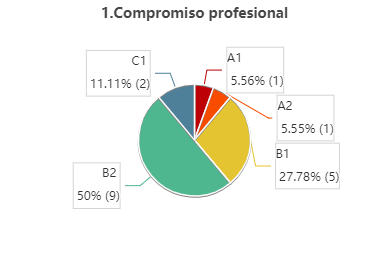 1.Compromiso profesional
C1
11.11% (2)
A1
5.56% (1)
A2
5.55% (1)
B1
27.78% (5)
B2
50% (9)